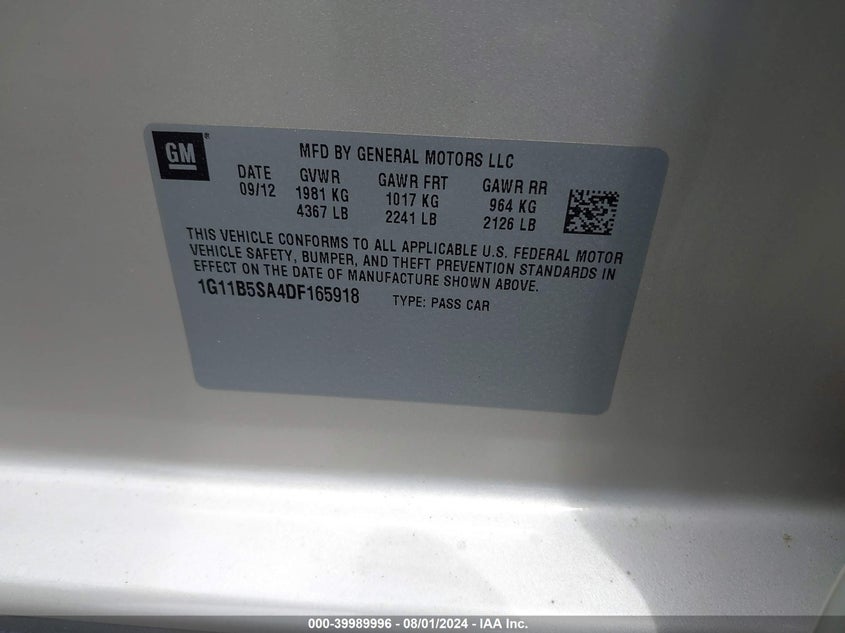 GM
MFD BY GENERAL MOTORS LLC
DATE GVWR GAWR FRT GAWR RR
09/12 1981 KG 1017 KG 964 KG
4367 LB 2241 LB 2126 LB
THIS VEHICLE CONFORMS TO ALL APPLICABLE U.S. FEDERAL MOTOR
VEHICLE SAFETY, BUMPER, AND THEFT PREVENTION STANDARDS IN
EFFECT ON THE DATE OF MANUFACTURE SHOWN ABOVE.
1G11B5SA4DF165918 TYPE: PASS CAR
000-39989996 - 08/01/2024 - IAA Inc.